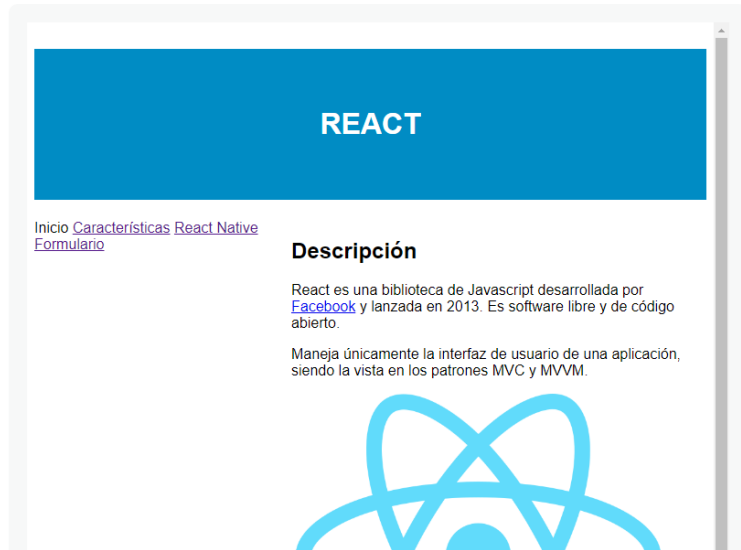 REACT
Inicio Características React Native
Formulario
Descripción
React es una biblioteca de Javascript desarrollada por
Facebook y lanzada en 2013. Es software libre y de código
abierto.
Maneja únicamente la interfaz de usuario de una aplicación,
siendo la vista en los patrones MVC y MVVM.